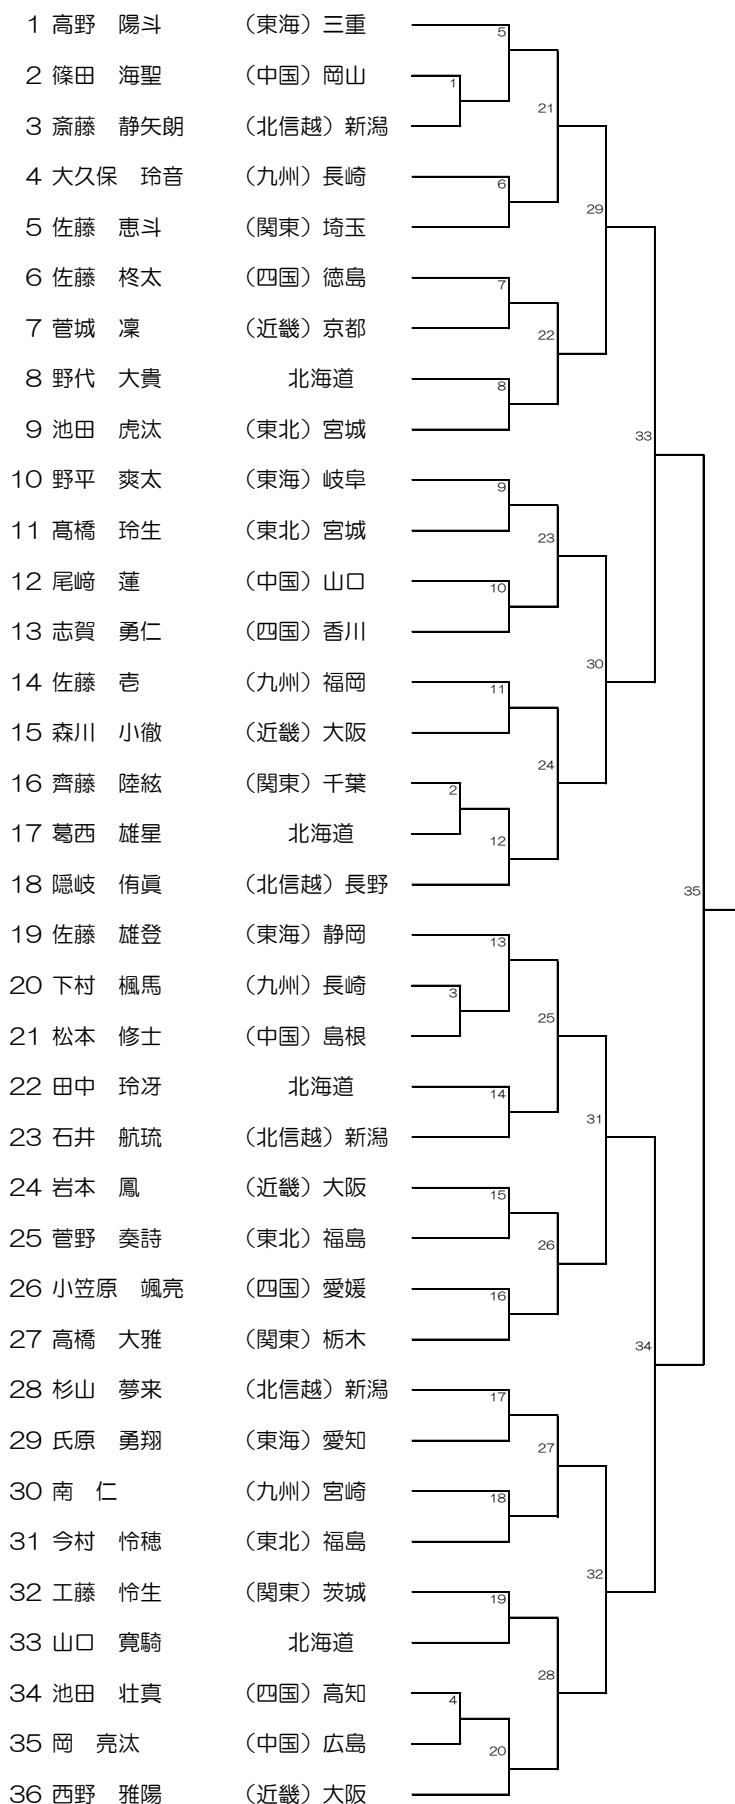 1 高野　陽斗 （東海）三重
5
2 篠田　海聖 （中国）岡山
1
3 斎藤　静矢朗 （北信越）新潟
21
4 大久保　玲音 （九州）長崎
6
5 佐藤　恵斗 （関東）埼玉
29
6 佐藤　柊太 （四国）徳島
7
7 菅城　凜 （近畿）京都
22
8 野代　大貴 北海道
8
9 池田　虎汰 （東北）宮城
33
10 野平　爽太 （東海）岐阜
9
11 髙橋　玲生 （東北）宮城
23
12 尾﨑　蓮 （中国）山口
10
13 志賀　勇仁 （四国）香川
30
14 佐藤　壱 （九州）福岡
11
15 森川　小徹 （近畿）大阪
24
16 齊藤　陸絃 （関東）千葉
2
17 葛西　雄星 北海道
12
18 隠岐　侑眞 （北信越）長野
35
19 佐藤　雄登 （東海）静岡
13
20 下村　楓馬 （九州）長崎
3
25
21 松本　修士 （中国）島根
22 田中　玲冴 北海道
14
31
23 石井　航琉 （北信越）新潟
24 岩本　鳳 （近畿）大阪
15
25 菅野　奏詩 （東北）福島
26
26 小笠原　颯亮 （四国）愛媛
16
27 高橋　大雅 （関東）栃木
34
28 杉山　夢来 （北信越）新潟
17
29 氏原　勇翔 （東海）愛知
27
30 南　仁 （九州）宮崎
18
31 今村　怜穂 （東北）福島
32
32 工藤　怜生 （関東）茨城
19
33 山口　寛騎 北海道
28
34 池田　壮真 （四国）高知
4
35 岡　亮汰 （中国）広島
20
36 西野　雅陽 （近畿）大阪